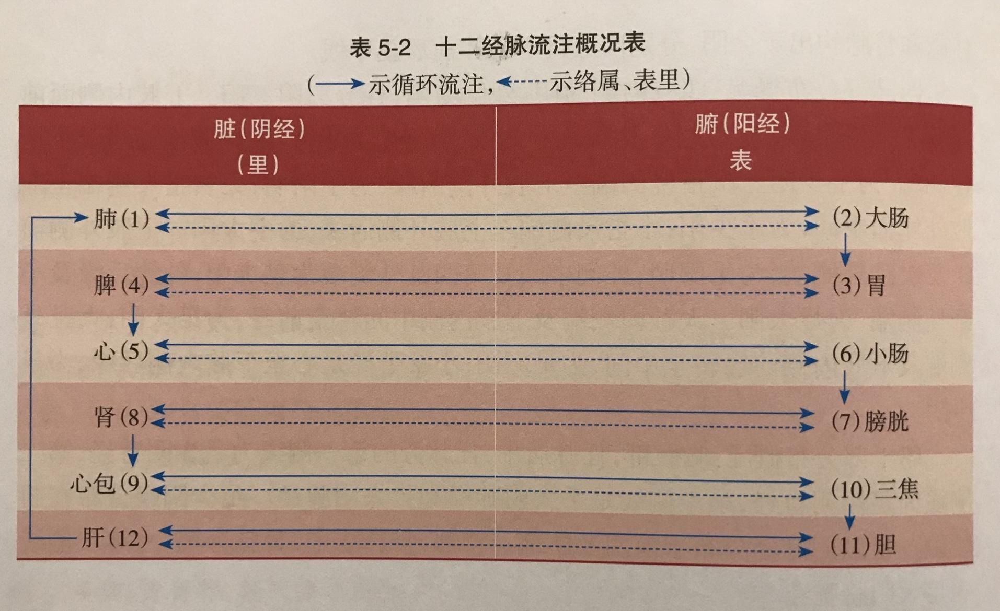 表 5-2 十二经脉流注概况表
(→示循环流注,←示络属、表里)
脏(阴经) 腑(阳经)
(里) 表
肺(1) (2)大肠
脾(4) (3)胃
心(5) (6)小肠
肾(8) (7)膀胱
心包(9) (10)三焦
肝(12) (11)胆